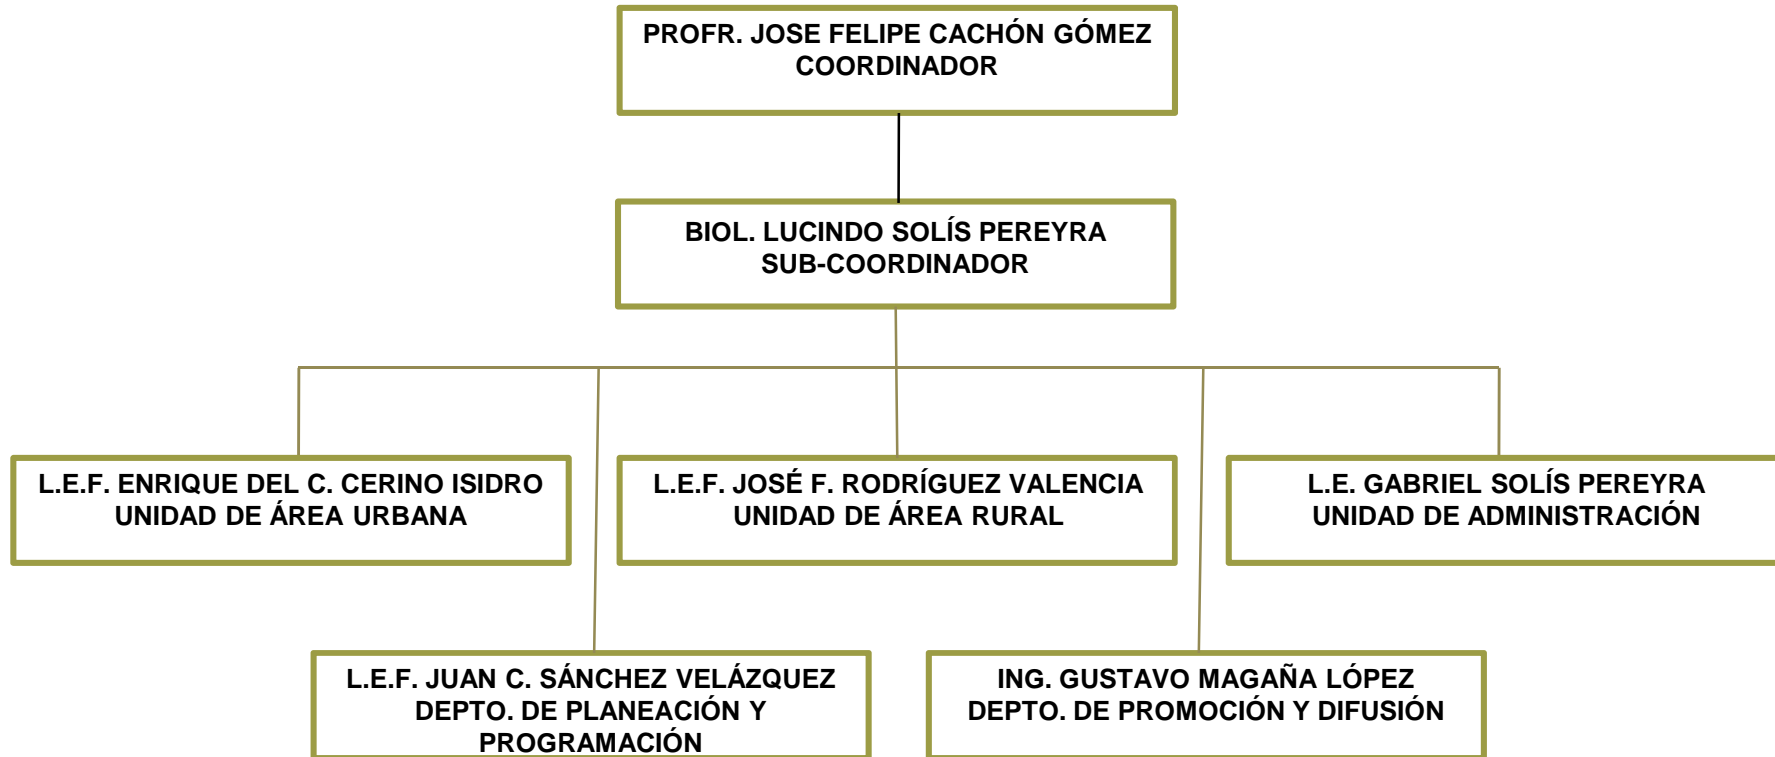 PROFR. JOSE FELIPE CACHÓN GÓMEZ
COORDINADOR
BIOL. LUCINDO SOLÍS PEREYRA
SUB-COORDINADOR
L.E.F. ENRIQUE DEL C. CERINO ISIDRO
UNIDAD DE ÁREA URBANA
L.E.F. JOSÉ F. RODRÍGUEZ VALENCIA
UNIDAD DE ÁREA RURAL
L.E. GABRIEL SOLÍS PEREYRA
UNIDAD DE ADMINISTRACIÓN
L.E.F. JUAN C. SÁNCHEZ VELÁZQUEZ
DEPTO. DE PLANEACIÓN Y
PROGRAMACIÓN
ING. GUSTAVO MAGAÑA LÓPEZ
DEPTO. DE PROMOCIÓN Y DIFUSIÓN